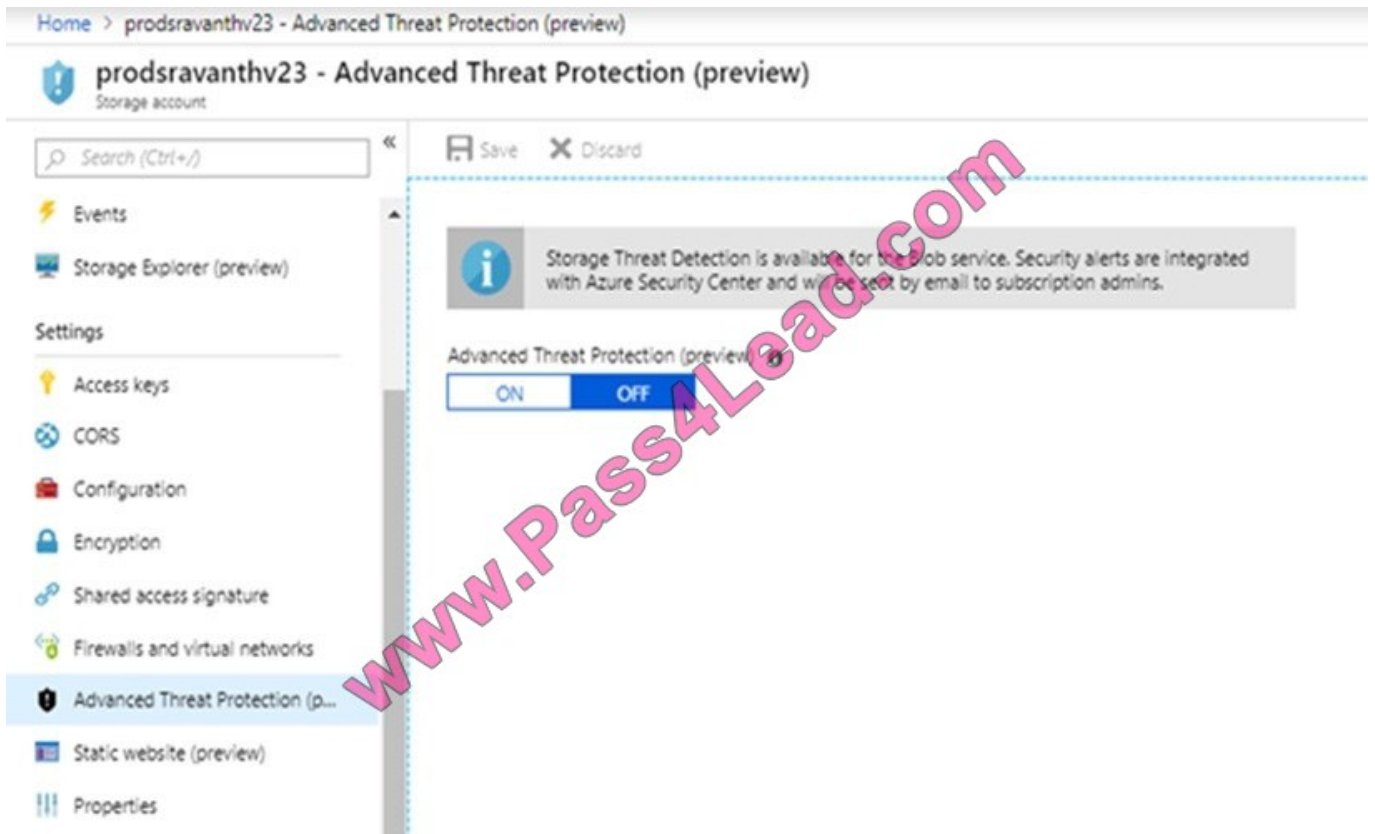 Home > prodsravanthv23 - Advanced Threat Protection (preview)
prodsravanthv23 - Advanced Threat Protection (preview)
Storage account
Search (Ctrl+/)
«
Save
Discard
Events
Storage Explorer (preview)
Settings
Access keys
CORS
Configuration
Encryption
Shared access signature
Firewalls and virtual networks
Advanced Threat Protection (p...
Static website (preview)
Properties
Storage Threat Detection is available for the Blob service. Security alerts are integrated
with Azure Security Center and will be sent by email to subscription admins.
Advanced Threat Protection (preview)
ON
OFF
www.Pass4Lead.com